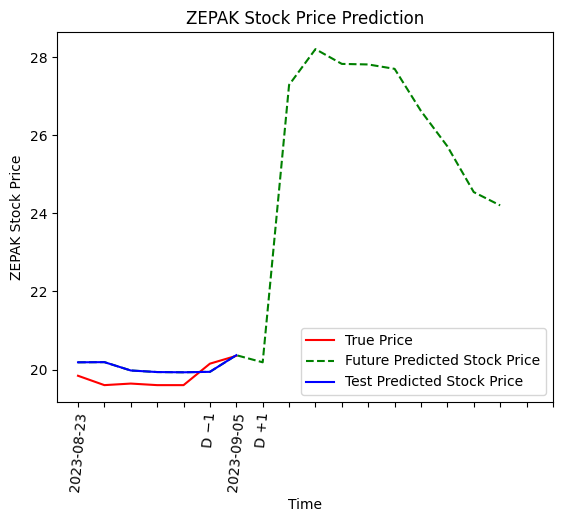 ZEPAK Stock Price Prediction
ZEPAK Stock Price
28
26
24
22
20
True Price
Future Predicted Stock Price
Test Predicted Stock Price
2023-08-23
D −1
2023-09-05
D +1
Time